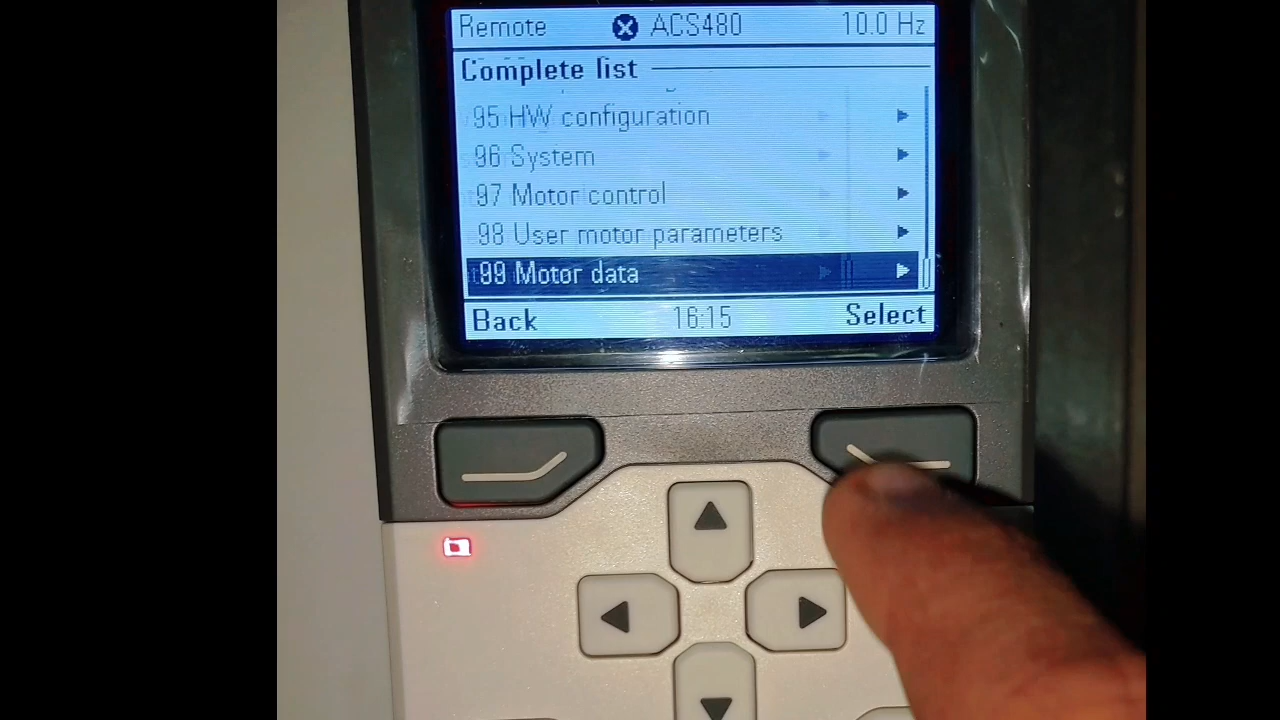 Remote ACS480 10.0 Hz
Complete list
95 HW configuration
96 System
97 Motor control
98 User motor parameters
99 Motor data
Back 16:15 Select